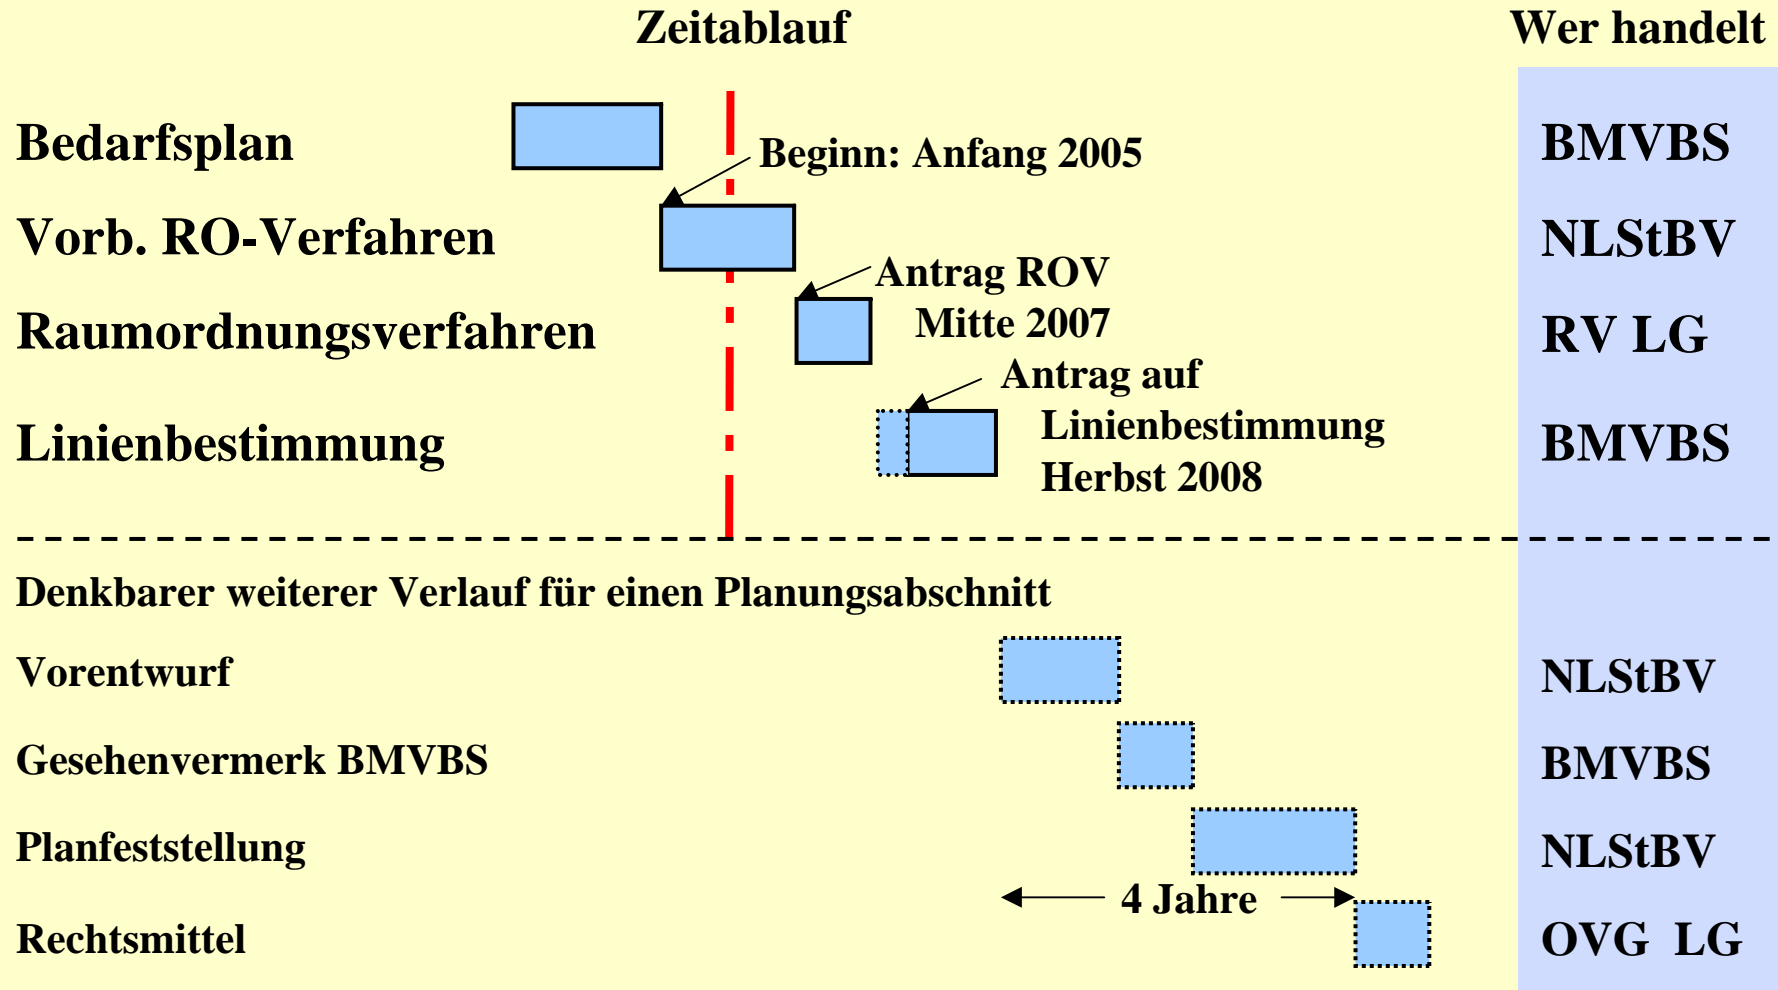 Zeitablauf
Wer handelt
Bedarfsplan
BMVBS
Beginn: Anfang 2005
Vorb. RO-Verfahren
NLStBV
Antrag ROV
Mitte 2007
Raumordnungsverfahren
RV LG
Antrag auf
Linienbestimmung
Herbst 2008
Linienbestimmung
BMVBS
Denkbarer weiterer Verlauf für einen Planungsabschnitt
Vorentwurf
NLStBV
Gesehenvermerk BMVBS
BMVBS
Planfeststellung
NLStBV
4 Jahre
Rechtsmittel
OVG LG